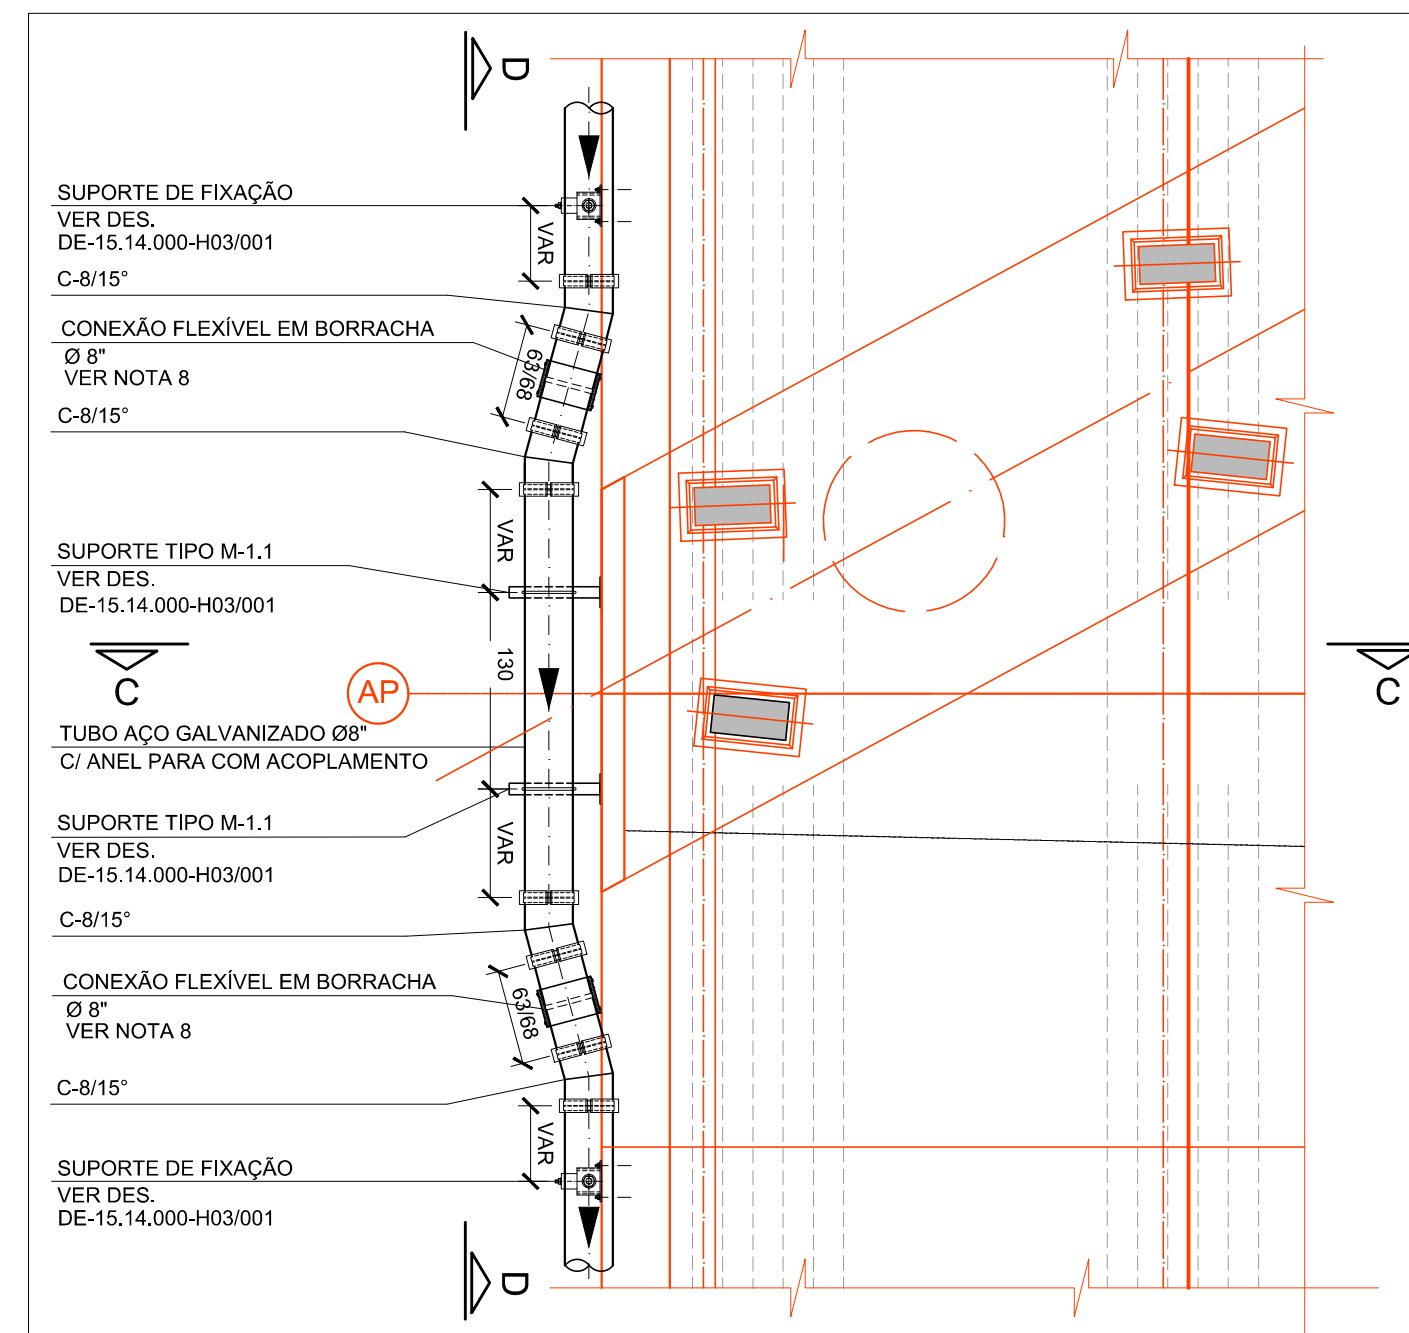 D
SUPORTE DE FIXAÇÃO
VER DES.
DE-15.14.000-H03/001
VAR
C-8/15°
CONEXÃO FLEXÍVEL EM BORRACHA
Ø 8"
VER NOTA 8
63/68
C-8/15°
VAR
SUPORTE TIPO M-1.1
VER DES.
DE-15.14.000-H03/001
130
C
AP
C
TUBO AÇO GALVANIZADO Ø8"
C/ ANEL PARA COM ACOPLAMENTO
SUPORTE TIPO M-1.1
VER DES.
DE-15.14.000-H03/001
VAR
C-8/15°
CONEXÃO FLEXÍVEL EM BORRACHA
Ø 8"
VER NOTA 8
63/68
C-8/15°
VAR
SUPORTE DE FIXAÇÃO
VER DES.
DE-15.14.000-H03/001
D